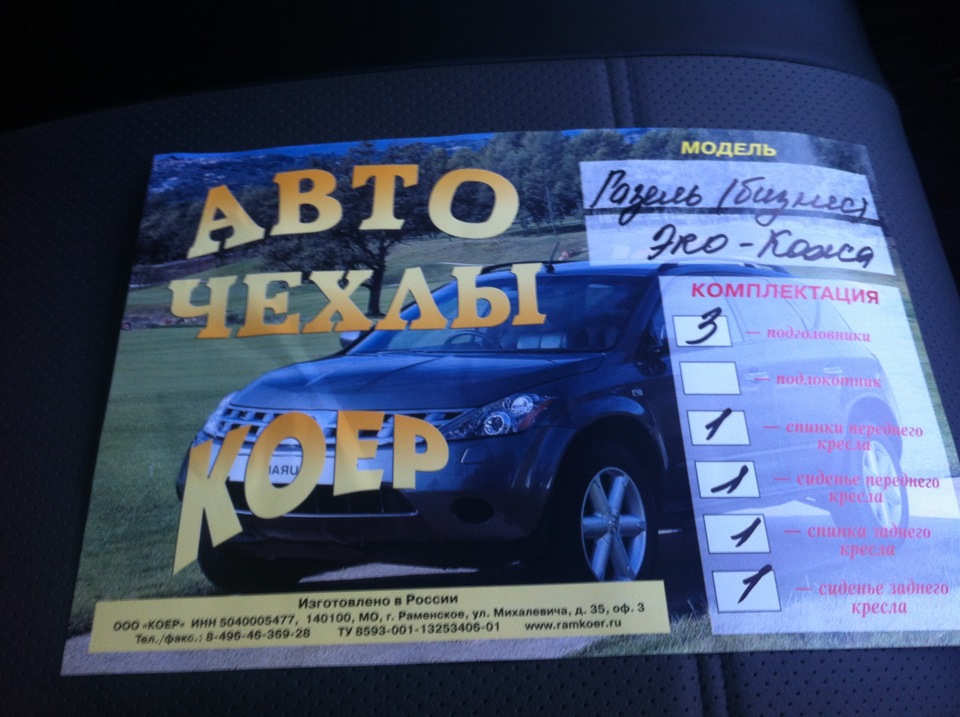 АВТО
ЧЕХЛЫ
КОЕР
МОДЕЛЬ
Газель (бизнес)
Эко-Кожа
КОМПЛЕКТАЦИЯ
3 — подголовники
— подлокотник
1 — спинки переднего
кресла
1 — сиденье переднего
кресла
1 — спинка заднего
кресла
1 — сиденье заднего
кресла
Изготовлено в России
ООО «КОЕР» ИНН 5040005477, 140100, МО, г. Раменское, ул. Михалевича, д. 35, оф. 3
Тел./факс.: 8-496-46-369-28 ТУ 8593-001-13253406-01 www.ramkoer.ru